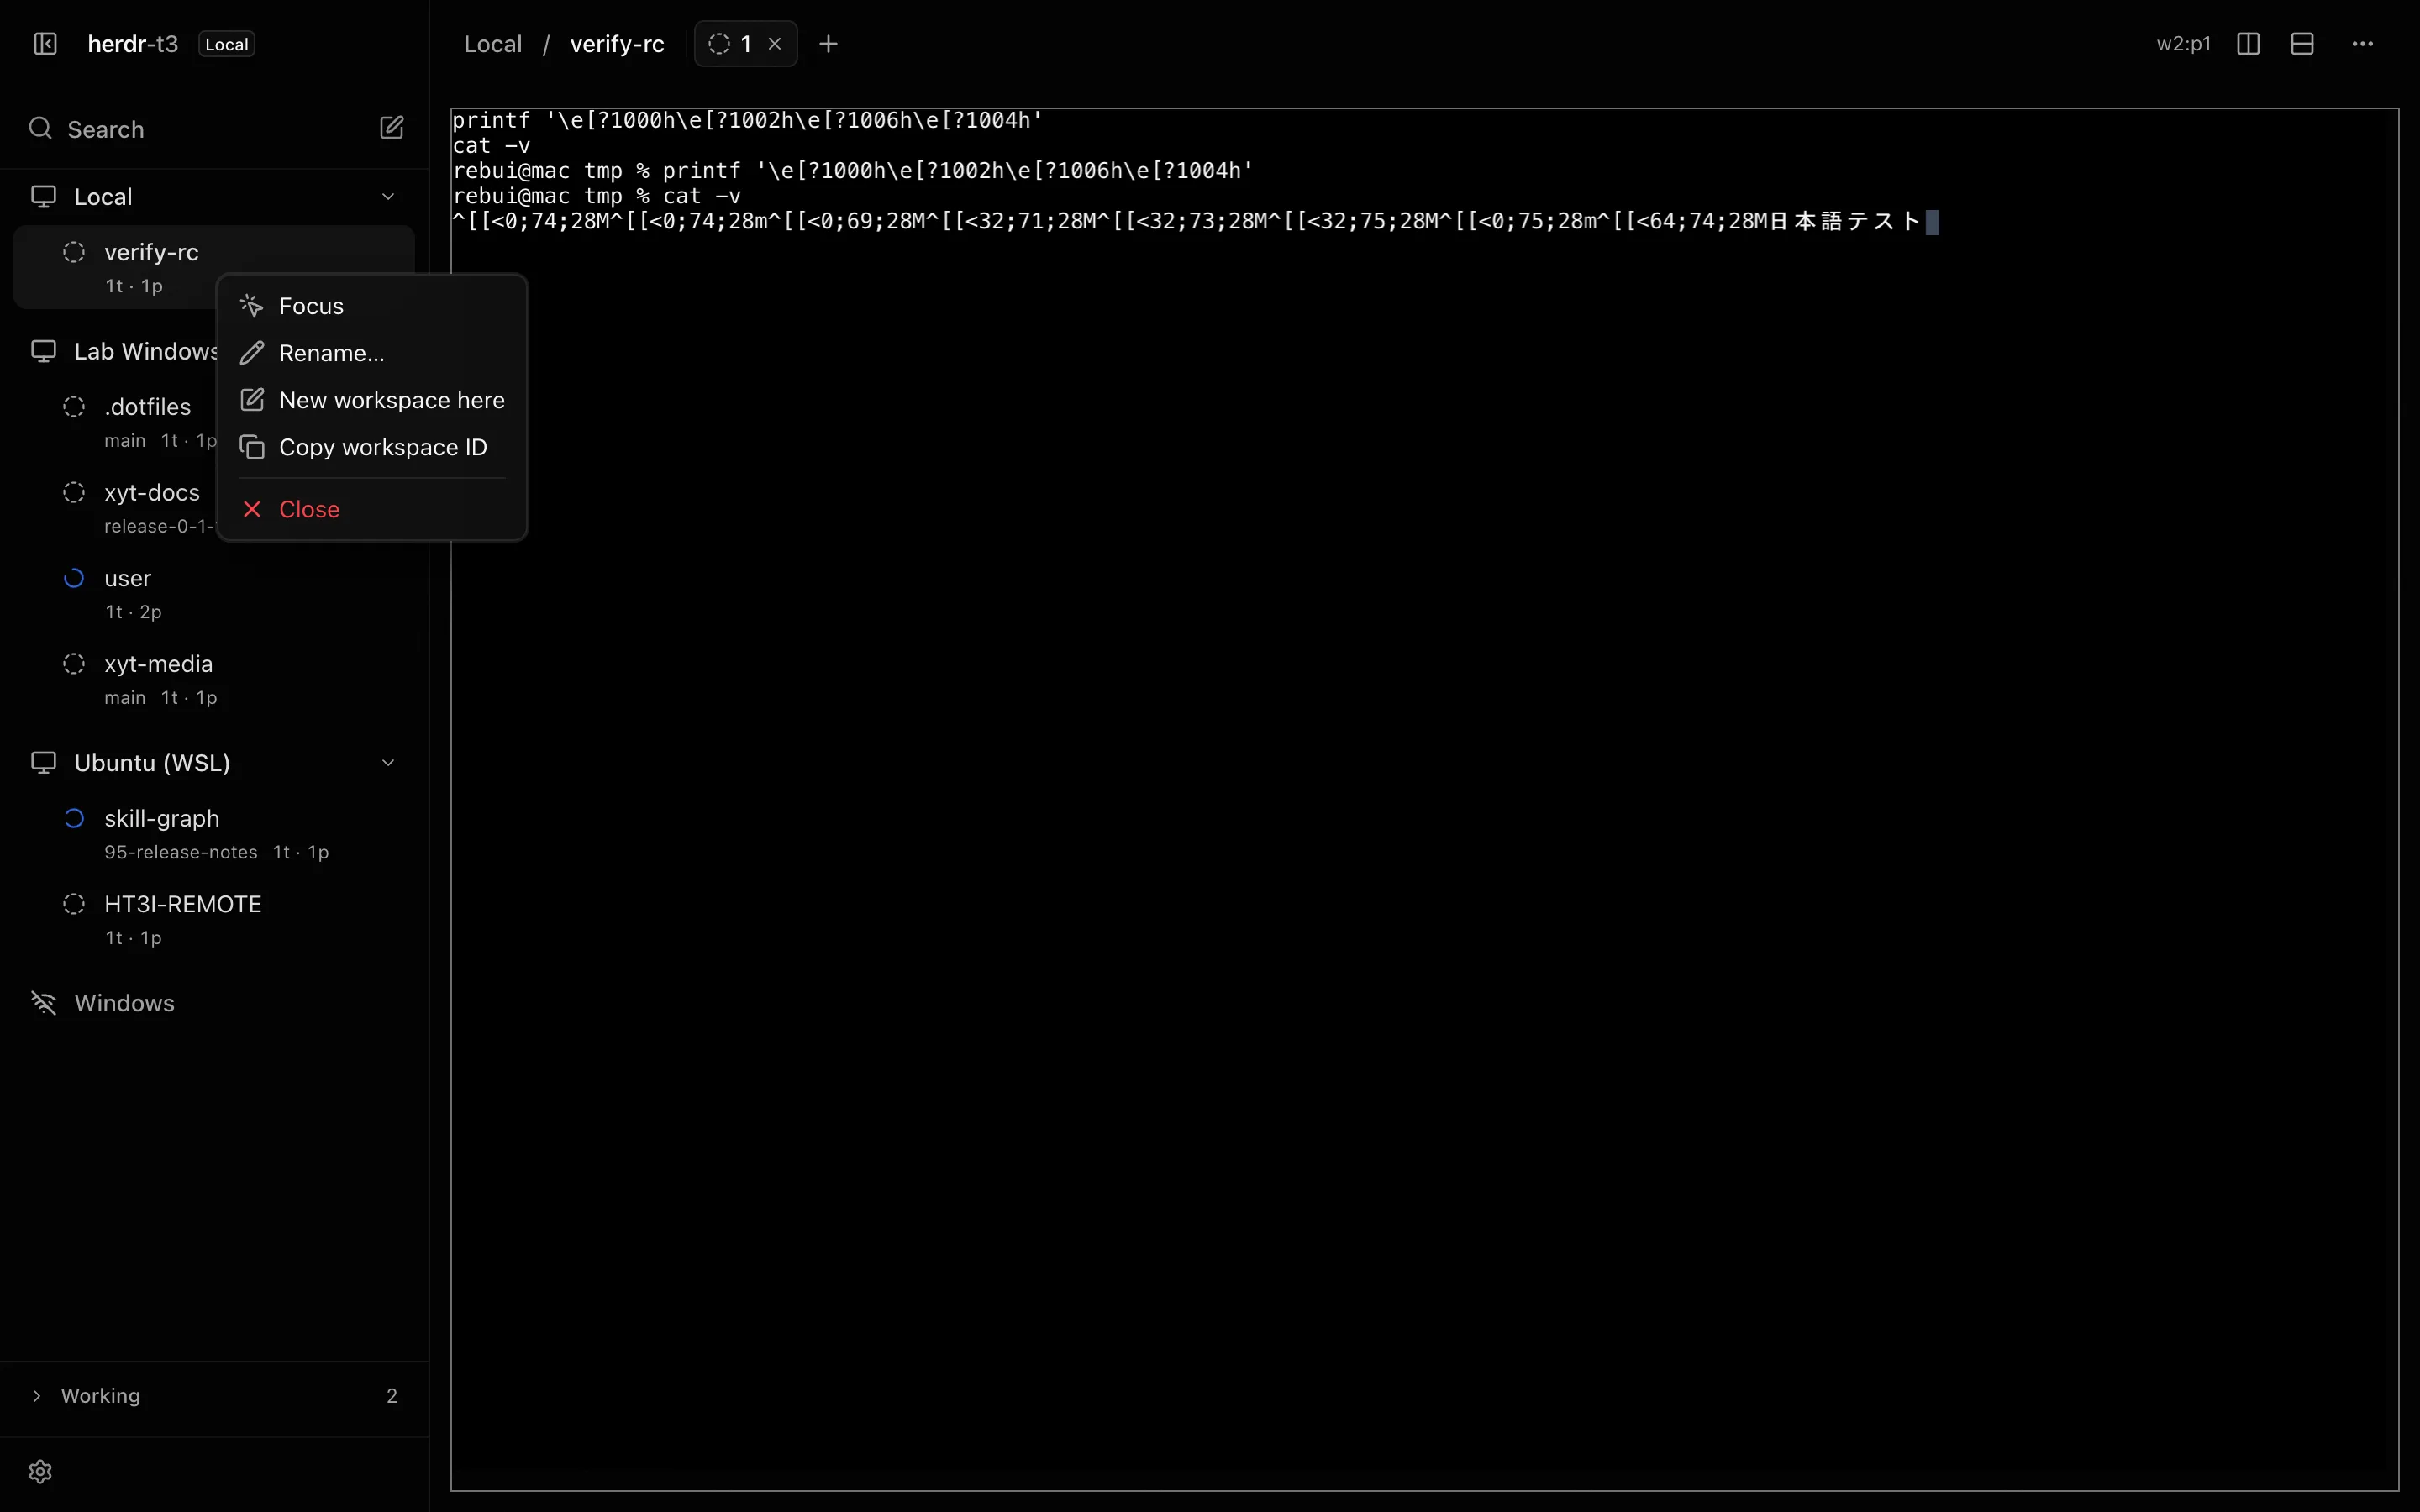 herdr-t3 Local
Search
Local
verify-rc
1t · 1p
Lab Windows
.dotfiles
main 1t · 1p
xyt-docs
release-0-1-
user
1t · 2p
xyt-media
main 1t · 1p
Ubuntu (WSL)
skill-graph
95-release-notes 1t · 1p
HT3I-REMOTE
1t · 1p
Windows
Working 2
Focus
Rename...
New workspace here
Copy workspace ID
Close
Local / verify-rc 1
w2:p1
printf '\e[?1000h\e[?1002h\e[?1006h\e[?1004h'
cat -v
rebui@mac tmp % printf '\e[?1000h\e[?1002h\e[?1006h\e[?1004h'
rebui@mac tmp % cat -v
^[[<0;74;28M^[[<0;74;28m^[[<0;69;28M^[[<32;71;28M^[[<32;73;28M^[[<32;75;28M^[[<0;75;28m^[[<64;74;28M日本語テスト